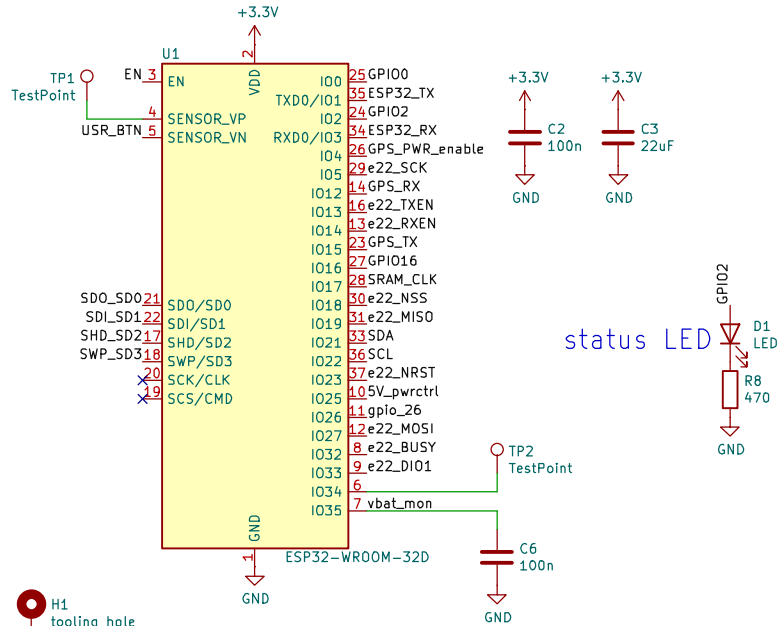 +3.3V
U1
2
VDD
TP1
TestPoint
EN 3 EN
4 SENSOR_VP
USR_BTN 5 SENSOR_VN
SDO_SD0 21 SDO/SD0
SDI_SD1 22 SDI/SD1
SHD_SD2 17 SHD/SD2
SWP_SD3 18 SWP/SD3
20 SCK/CLK
19 SCS/CMD
IO0 25 GPIO0
TXD0/IO1 35 ESP32_TX
IO2 24 GPIO2
RXD0/IO3 34 ESP32_RX
IO4 26 GPS_PWR_enable
IO5 29 e22_SCK
IO12 14 GPS_RX
IO13 16 e22_TXEN
IO14 13 e22_RXEN
IO15 23 GPS_TX
IO16 27 GPIO16
IO17 28 SRAM_CLK
IO18 30 e22_NSS
IO19 31 e22_MISO
IO21 33 SDA
IO22 36 SCL
IO23 37 e22_NRST
IO25 10 5V_pwrctrl
IO26 11 gpio_26
IO27 12 e22_MOSI
IO32 8 e22_BUSY
IO33 9 e22_DIO1
IO34 6
IO35 7 vbat_mon
GND
1
ESP32-WROOM-32D
GND
TP2
TestPoint
C6
100n
GND
+3.3V
C2
100n
GND
+3.3V
C3
22uF
GND
GPIO2
status LED
D1
LED
R8
470
GND
H1
tooling hole